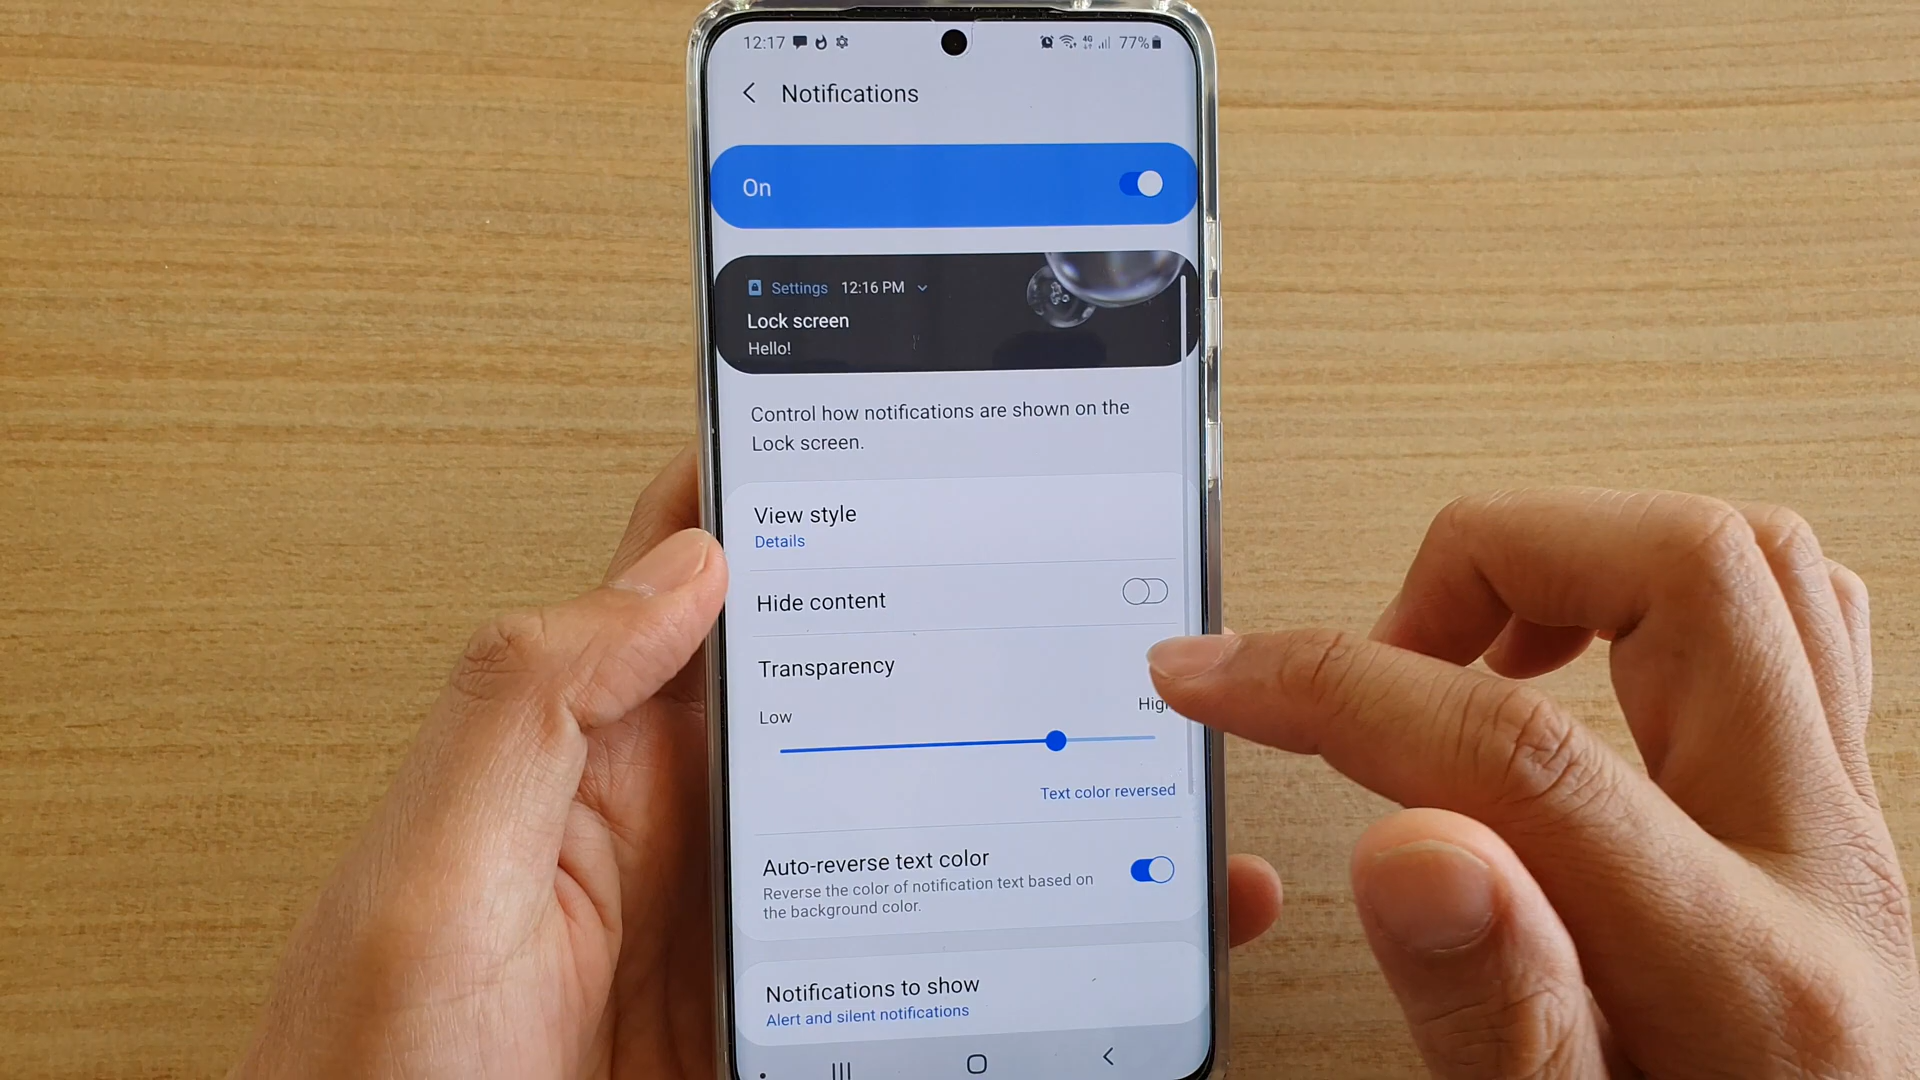 12:17
4G
77%
Notifications
On
Settings 12:16 PM
Lock screen
Hello!
Control how notifications are shown on the
Lock screen.
View style
Details
Hide content
Transparency
Low
High
Text color reversed
Auto-reverse text color
Reverse the color of notification text based on
the background color.
Notifications to show
Alert and silent notifications